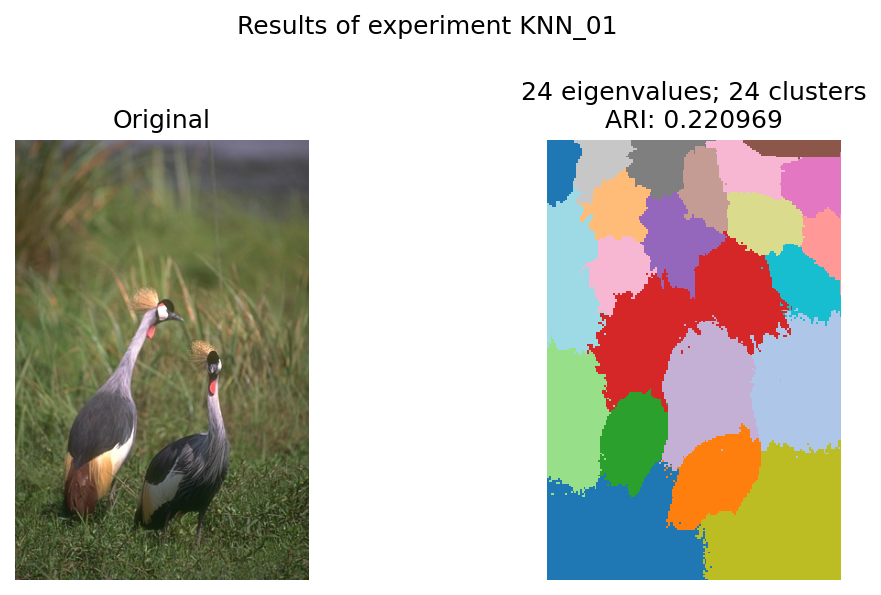 Results of experiment KNN_01
Original
24 eigenvalues; 24 clusters
ARI: 0.220969